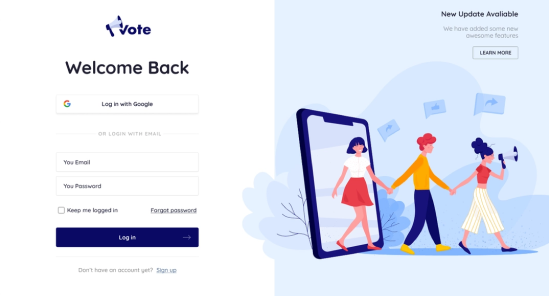 Vote
Welcome Back
Log in with Google
OR LOGIN WITH EMAIL
You Email
You Password
Keep me logged in
Forgot password
Log in
Don't have an account yet? Sign up
New Update Avaliable
We have added some new
awesome features
LEARN MORE